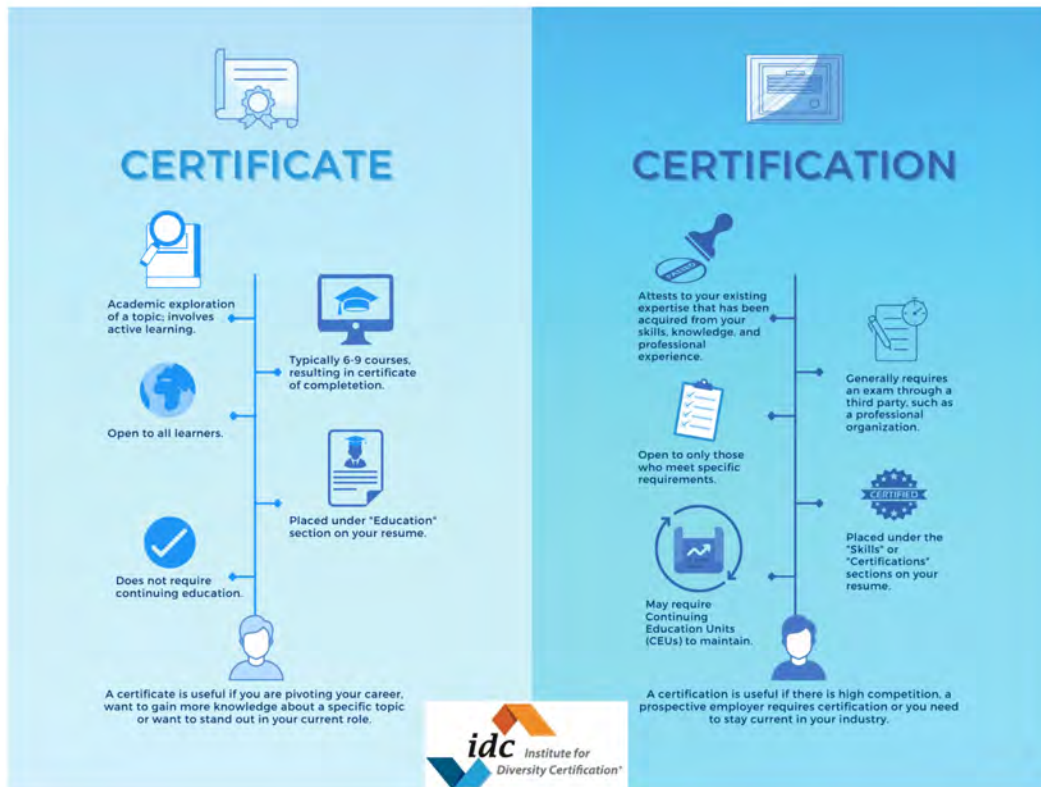 CERTIFICATE
Academic exploration
of a topic; involves
active learning.
Typically 6-9 courses,
resulting in certificate
of completetion.
Open to all learners.
Placed under "Education"
section on your resume.
Does not require
continuing education.
A certificate is useful if you are pivoting your career,
want to gain more knowledge about a specific topic
or want to stand out in your current role.
CERTIFICATION
PASSED
Attests to your existing
expertise that has been
acquired from your
skills, knowledge, and
professional
experience.
Generally requires
an exam through a
third party, such as
a professional
organization.
Open to only those
who meet specific
requirements.
CERTIFIED
Placed under the
"Skills" or
"Certifications"
sections on your
resume.
May require
Continuing
Education Units
(CEUs) to maintain.
A certification is useful if there is high competition, a
prospective employer requires certification or you need
to stay current in your industry.
idc Institute for
Diversity Certification®